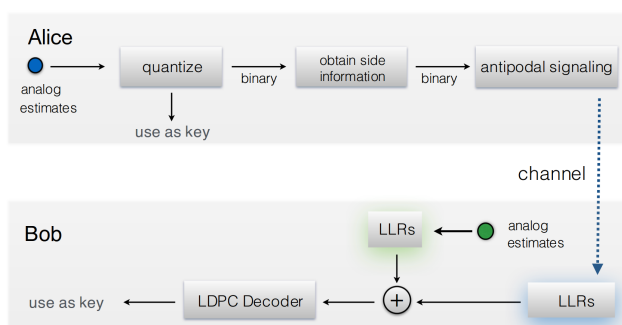 Alice
analog
estimates
quantize
binary
obtain side
information
binary
antipodal signaling
use as key
channel
Bob
LLRs
analog
estimates
use as key
LDPC Decoder
+
LLRs